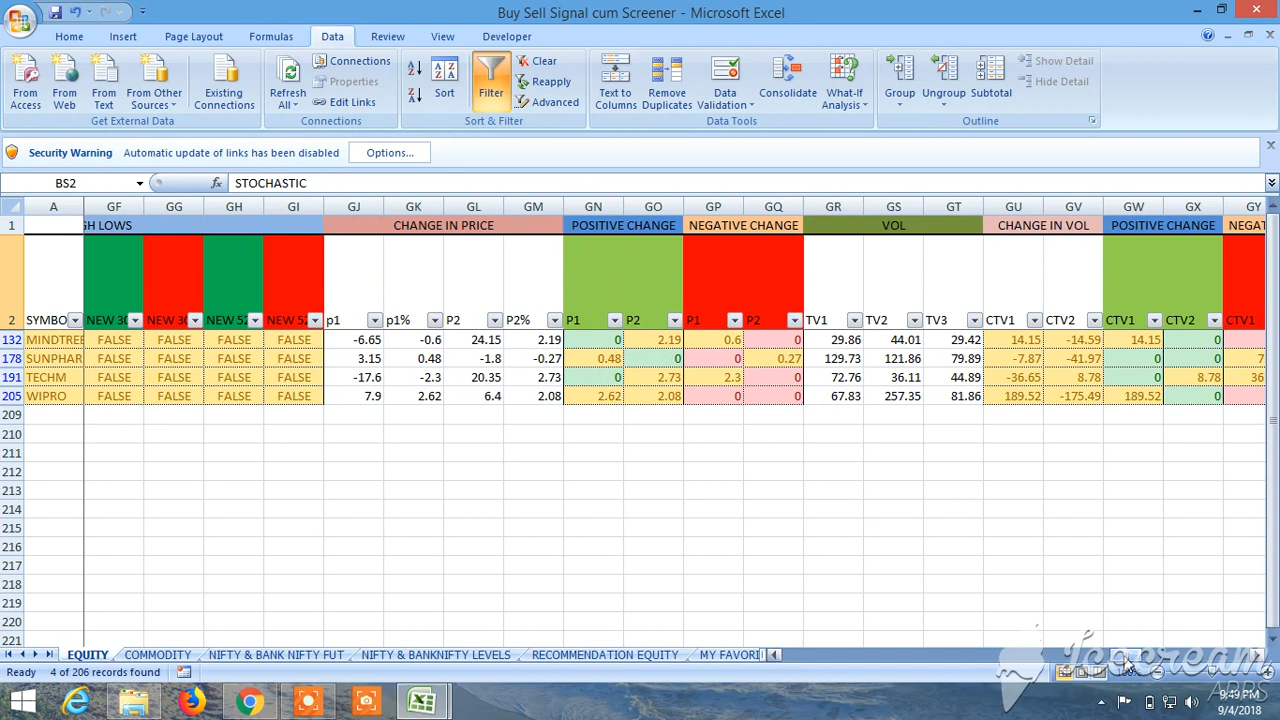 Buy Sell Signal cum Screener - Microsoft Excel
Home Insert Page Layout Formulas Data Review View Developer
From Access From Web From Text From Other Sources Existing Connections
Get External Data
Refresh All Connections Properties Edit Links
Connections
Sort Filter Clear Reapply Advanced
Sort & Filter
Text to Columns Remove Duplicates Data Validation Consolidate What-If Analysis
Data Tools
Group Ungroup Subtotal Show Detail Hide Detail
Outline
Security Warning Automatic update of links has been disabled Options...
BS2 fx STOCHASTIC
A GF GG GH GI GJ GK GL GM GN GO GP GQ GR GS GT GU GV GW GX GY
1 GH LOWS CHANGE IN PRICE POSITIVE CHANGE NEGATIVE CHANGE VOL CHANGE IN VOL POSITIVE CHANGE NEGAT
2 SYMBO NEW 30 NEW 30 NEW 52 NEW 52 p1 p1% P2 P2% P1 P2 P1 P2 TV1 TV2 TV3 CTV1 CTV2 CTV1 CTV2 CTV1
132 MINDTREE FALSE FALSE FALSE FALSE -6.65 -0.6 24.15 2.19 0 2.19 0.6 0 29.86 44.01 29.42 14.15 -14.59 14.15 0
178 SUNPHAR FALSE FALSE FALSE FALSE 3.15 0.48 -1.8 -0.27 0.48 0 0 0.27 129.73 121.86 79.89 -7.87 -41.97 0 0 7
191 TECHM FALSE FALSE FALSE FALSE -17.6 -2.3 20.35 2.73 0 2.73 2.3 0 72.76 36.11 44.89 -36.65 8.78 0 8.78 36
205 WIPRO FALSE FALSE FALSE FALSE 7.9 2.62 6.4 2.08 2.62 2.08 0 0 67.83 257.35 81.86 189.52 -175.49 189.52 0
209
210
211
212
213
214
215
216
217
218
219
220
221
EQUITY COMMODITY NIFTY & BANK NIFTY FUT NIFTY & BANKNIFTY LEVELS RECOMMENDATION EQUITY MY FAVORI
Ready 4 of 206 records found 100%
Icecream
APPS
9:49 PM
9/4/2018